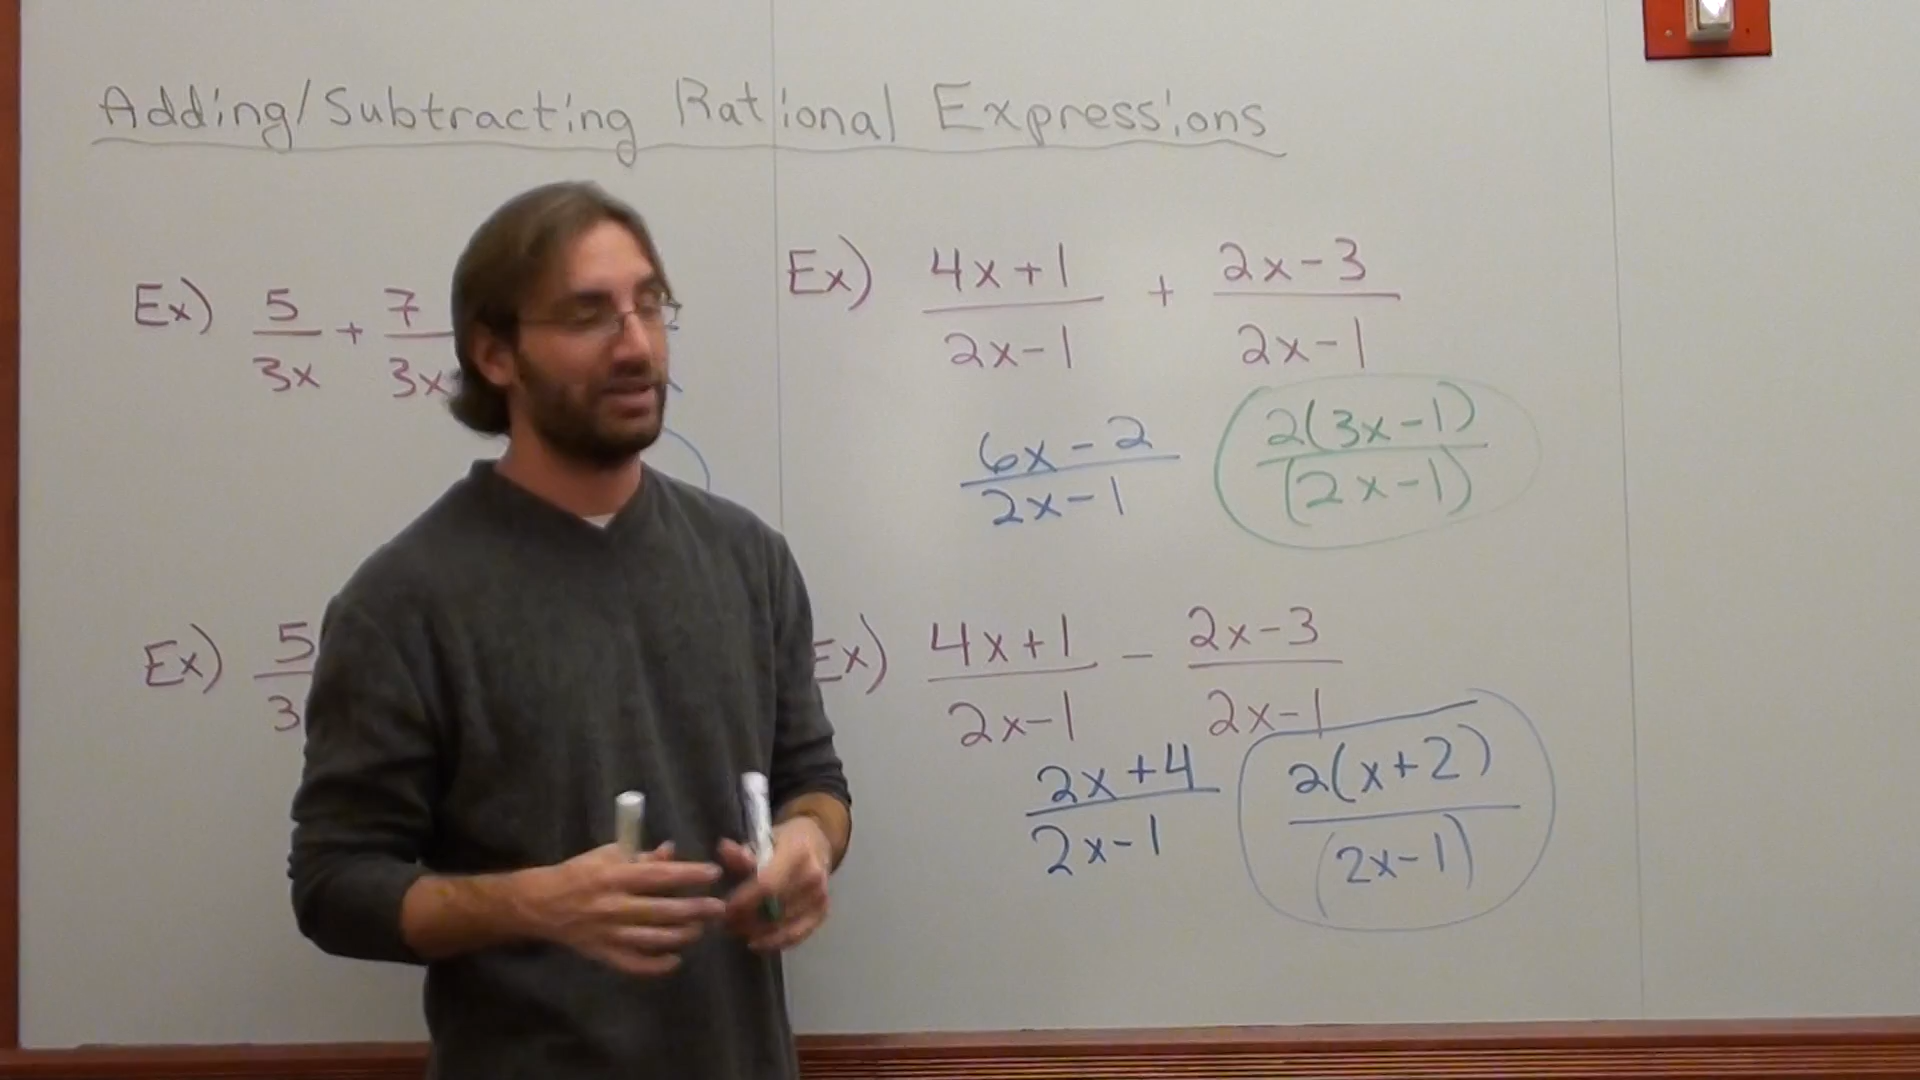 Adding/Subtracting Rational Expressions
Ex) 5/3x + 7/3x
Ex) 4x+1/2x-1 + 2x-3/2x-1
6x-2/2x-1
2(3x-1)/(2x-1)
Ex) 5/3
Ex) 4x+1/2x-1 - 2x-3/2x-1
2x+4/2x-1
2(x+2)/(2x-1)